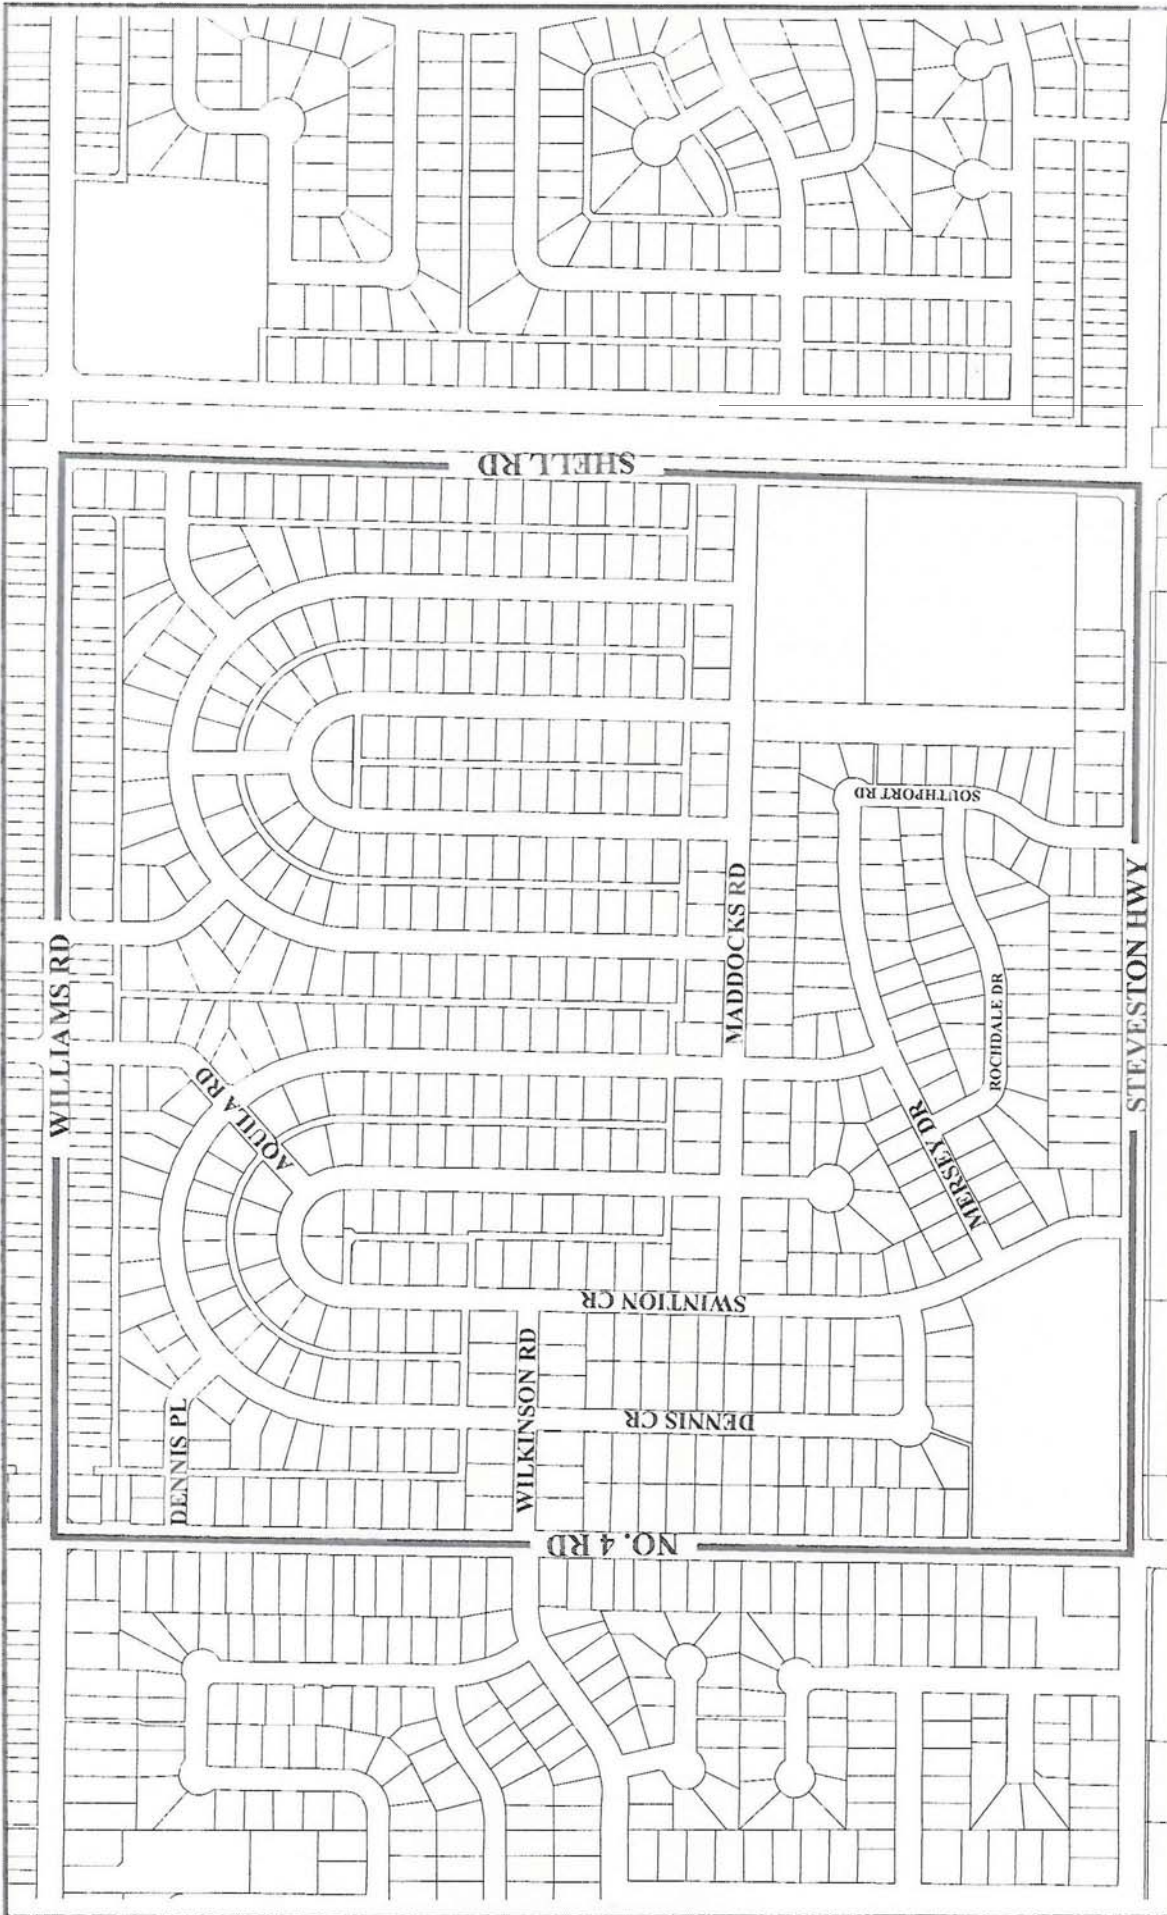 SHELL RD
SOUTHPORT RD
MADDOCKS RD
STEVESTON HWY
WILLIAMS RD
ROCHDALE DR
AQUILA RD
MERSEY DR
SWINTION CR
WILKINSON RD
DENNIS CR
DENNIS PL
NO. 4 RD